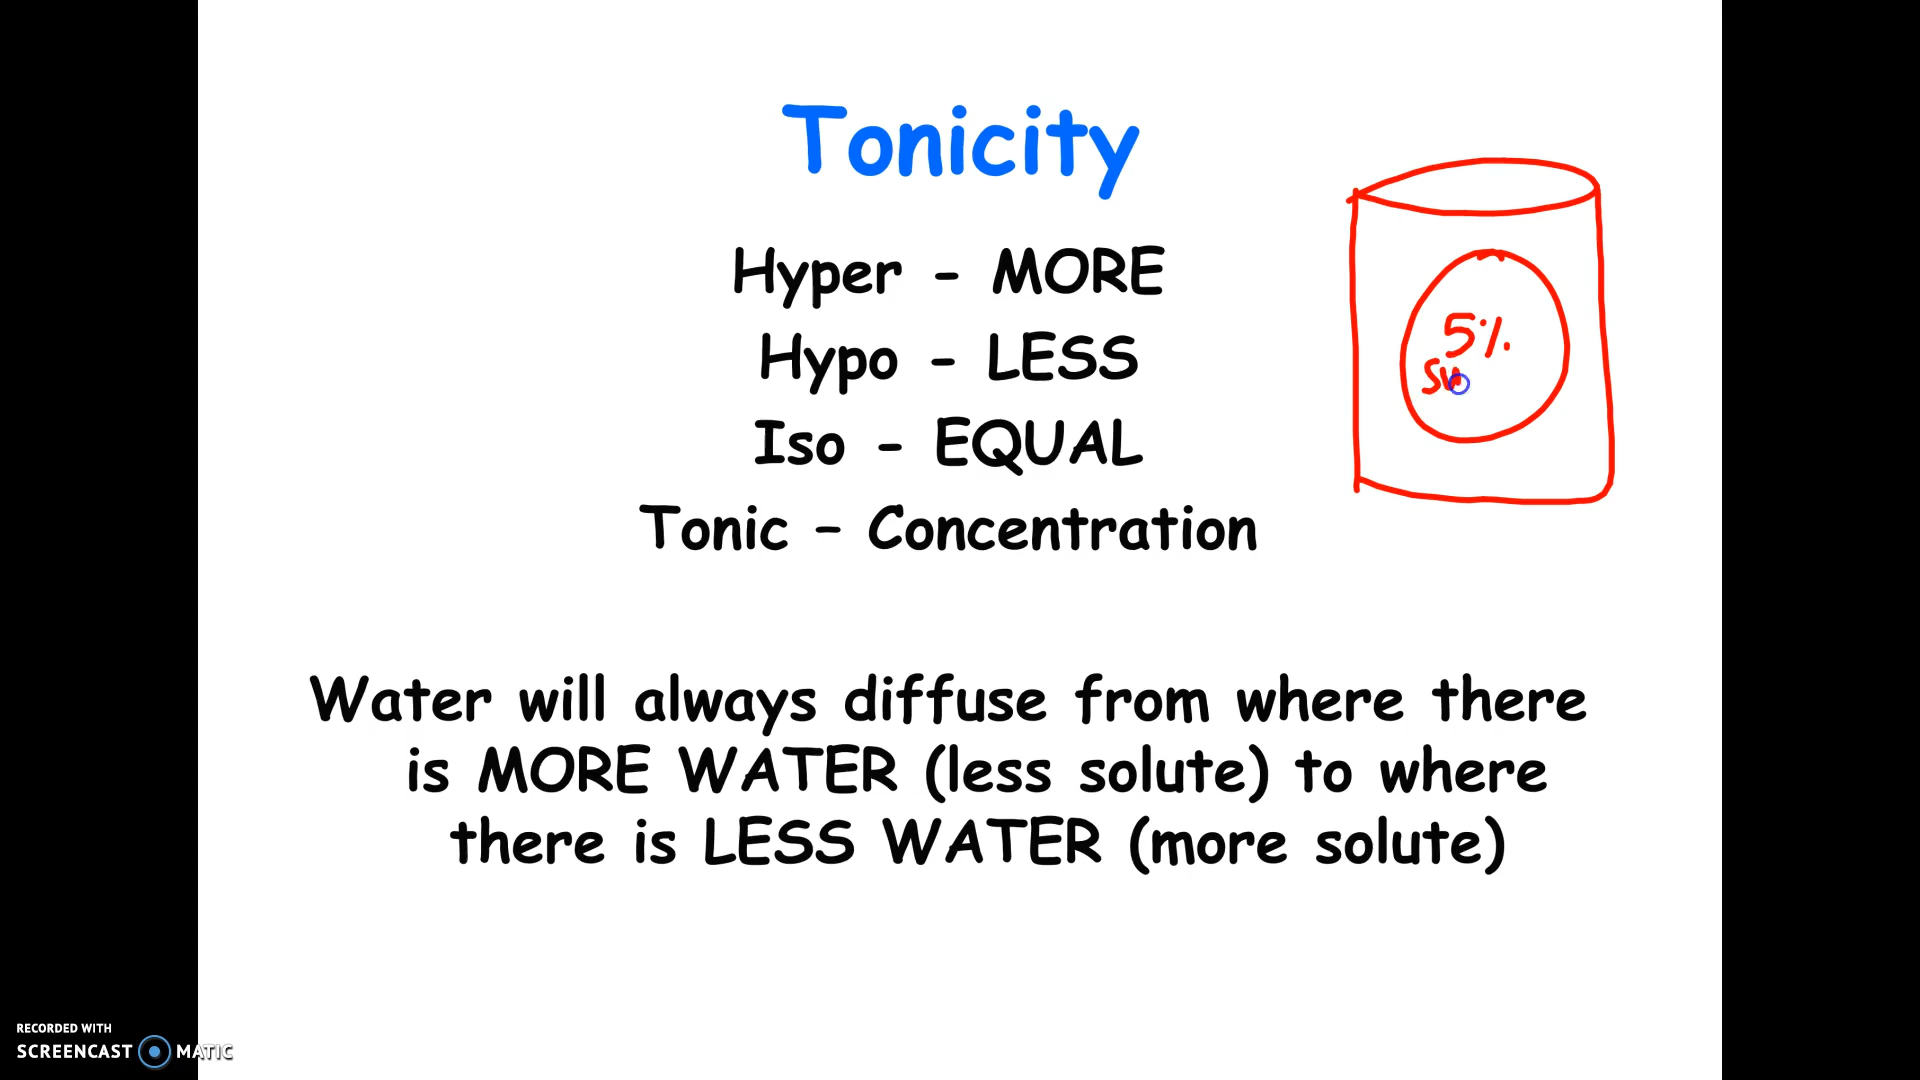 Tonicity
Hyper - MORE
Hypo - LESS
Iso - EQUAL
Tonic – Concentration
5%
Su
Water will always diffuse from where there
is MORE WATER (less solute) to where
there is LESS WATER (more solute)
RECORDED WITH
SCREENCAST MATIC